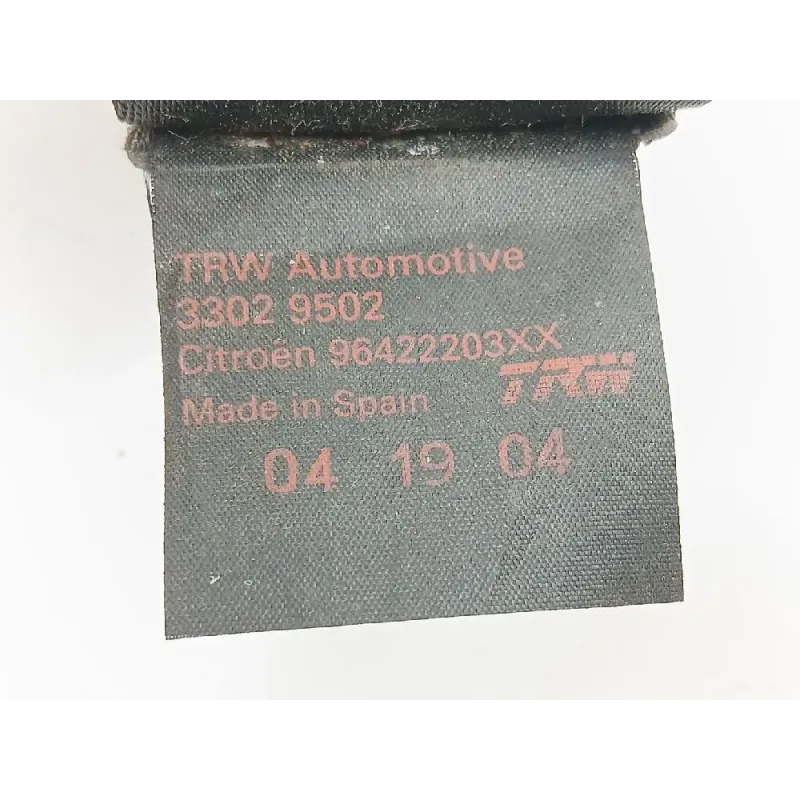 TRW Automotive
3302 9502
Citroën 96422203XX
TRW
Made in Spain
04 19 04